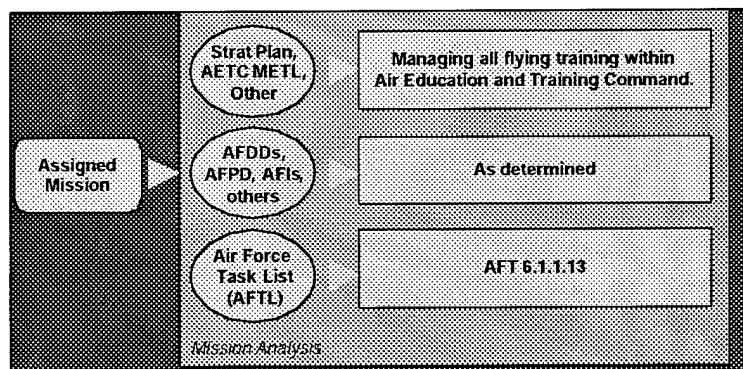 Assigned
Mission
Strat Plan,
AETC METL,
Other
Managing all flying training within
Air Education and Training Command.
AFDDs,
AFPD, AFIs,
others
As determined
Air Force
Task List
(AFTL)
AFT 6.1.1.13
Mission Analysis